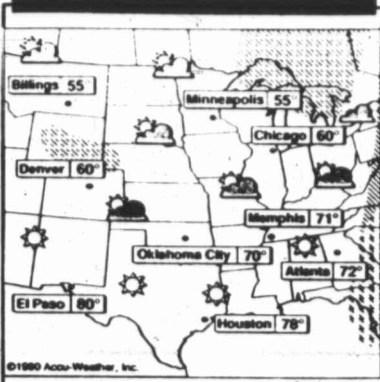 Billings 55
Minneapolis 55
Chicago 60°
Denver 60°
Memphis 71°
Oklahoma City 70°
Atlanta 72°
El Paso 80°
Houston 78°
©1990 Accu-Weather, Inc.